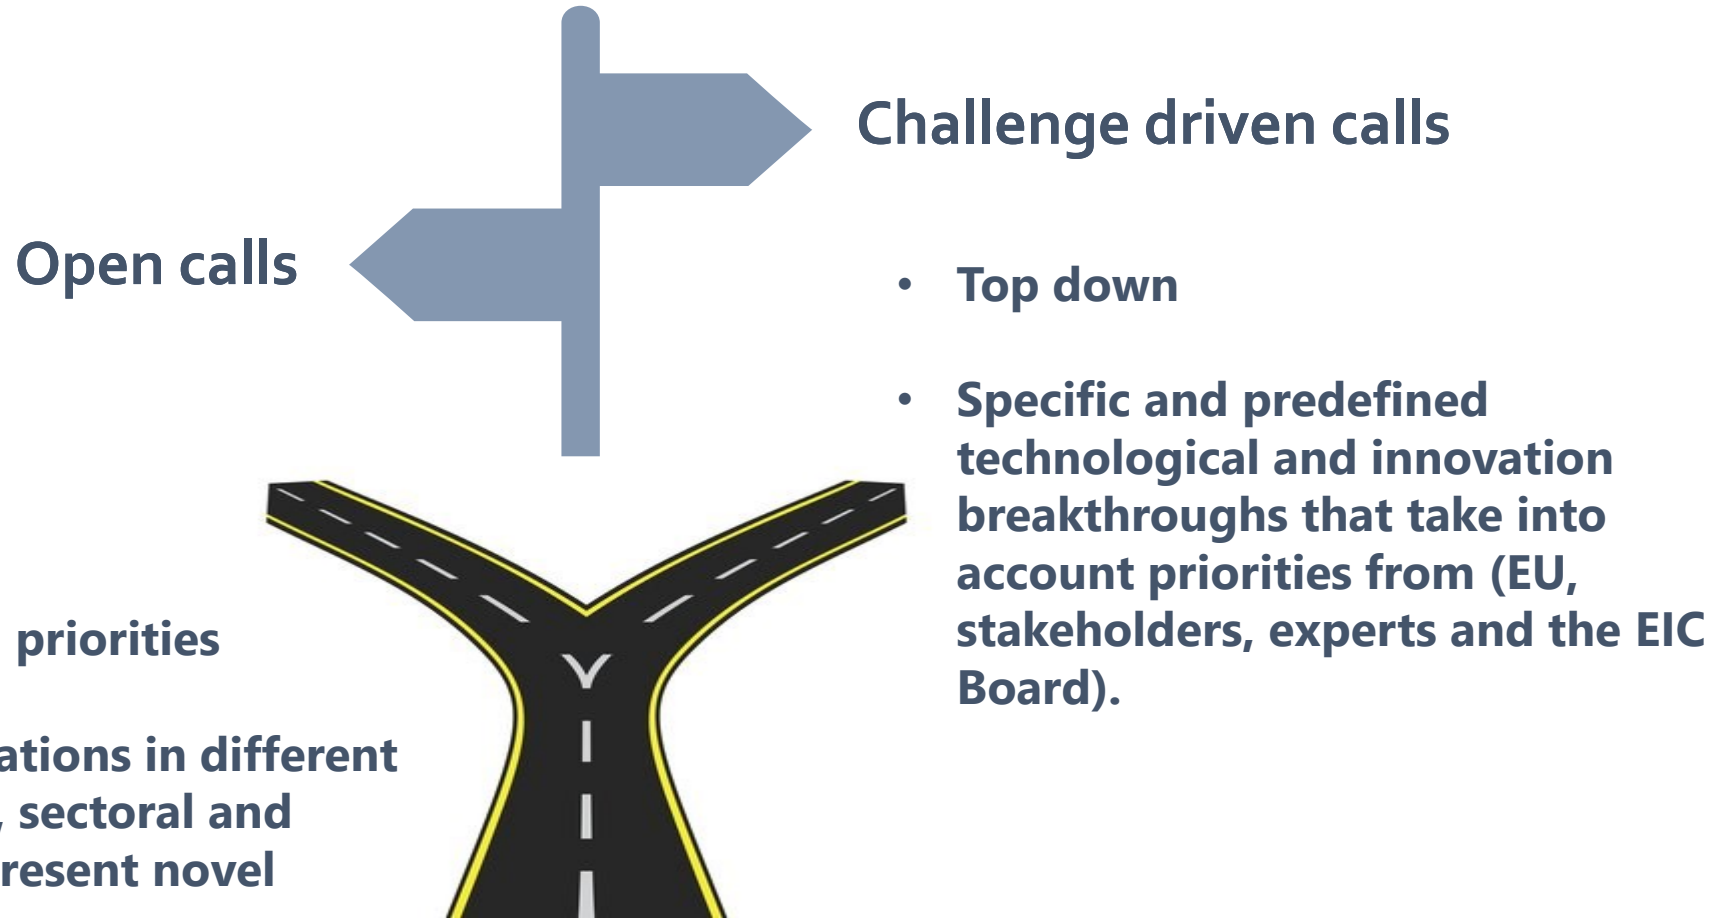 Challenge driven calls
Open calls
• Top down
• Specific and predefined
technological and innovation
breakthroughs that take into
account priorities from (EU,
stakeholders, experts and the EIC
Board).
priorities
ations in different
, sectoral and
resent novel